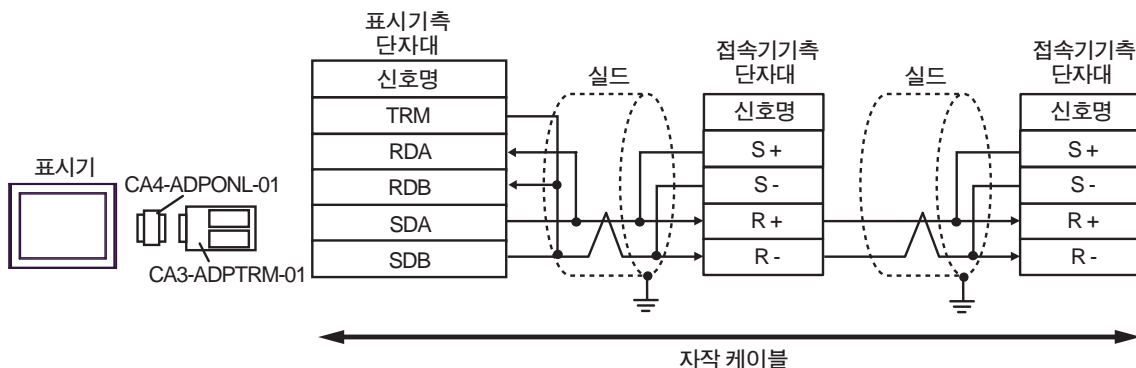 표시기
CA4-ADPONL-01
CA3-ADPTRM-01
표시기측
단자대
신호명
TRM
RDA
RDB
SDA
SDB
실드
접속기기측
단자대
신호명
S +
S -
R +
R -
실드
접속기기측
단자대
신호명
S +
S -
R +
R -
자작 케이블